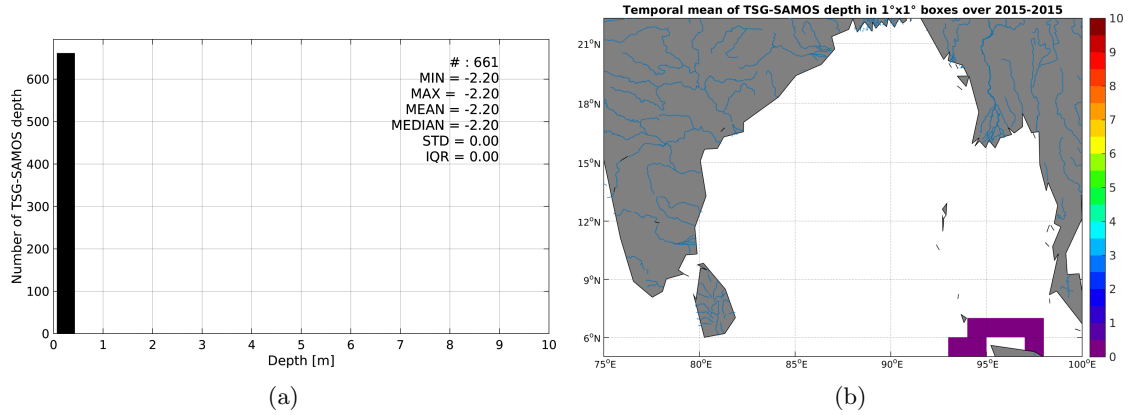 Number of TSG-SAMOS depth
600
500
400
300
200
100
0
# : 661
MIN = -2.20
MAX =  -2.20
MEAN = -2.20
MEDIAN = -2.20
STD = 0.00
IQR = 0.00
0 1 2 3 4 5 6 7 8 9 10
Depth [m]
(a)
Temporal mean of TSG-SAMOS depth in 1°x1° boxes over 2015-2015
21°N
18°N
15°N
12°N
9°N
6°N
75°E 80°E 85°E 90°E 95°E 100°E
10
9
8
7
6
5
4
3
2
1
0
(b)